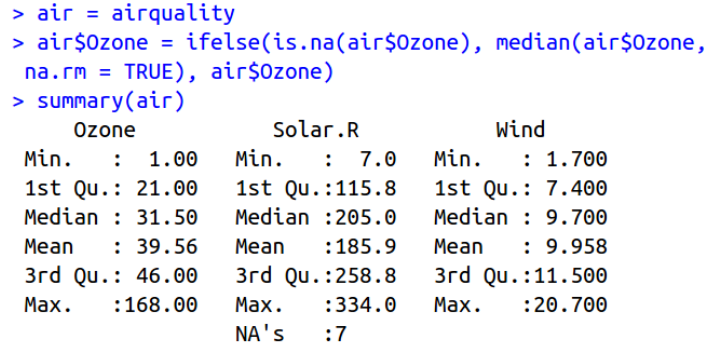 > air = airquality
> air$Ozone = ifelse(is.na(air$Ozone), median(air$Ozone,
 na.rm = TRUE), air$Ozone)
> summary(air)
     Ozone           Solar.R           Wind
 Min.   :  1.00   Min.   :  7.0   Min.   : 1.700
 1st Qu.: 21.00   1st Qu.:115.8   1st Qu.: 7.400
 Median : 31.50   Median :205.0   Median : 9.700
 Mean   : 39.56   Mean   :185.9   Mean   : 9.958
 3rd Qu.: 46.00   3rd Qu.:258.8   3rd Qu.:11.500
 Max.   :168.00   Max.   :334.0   Max.   :20.700
                  NA's   :7